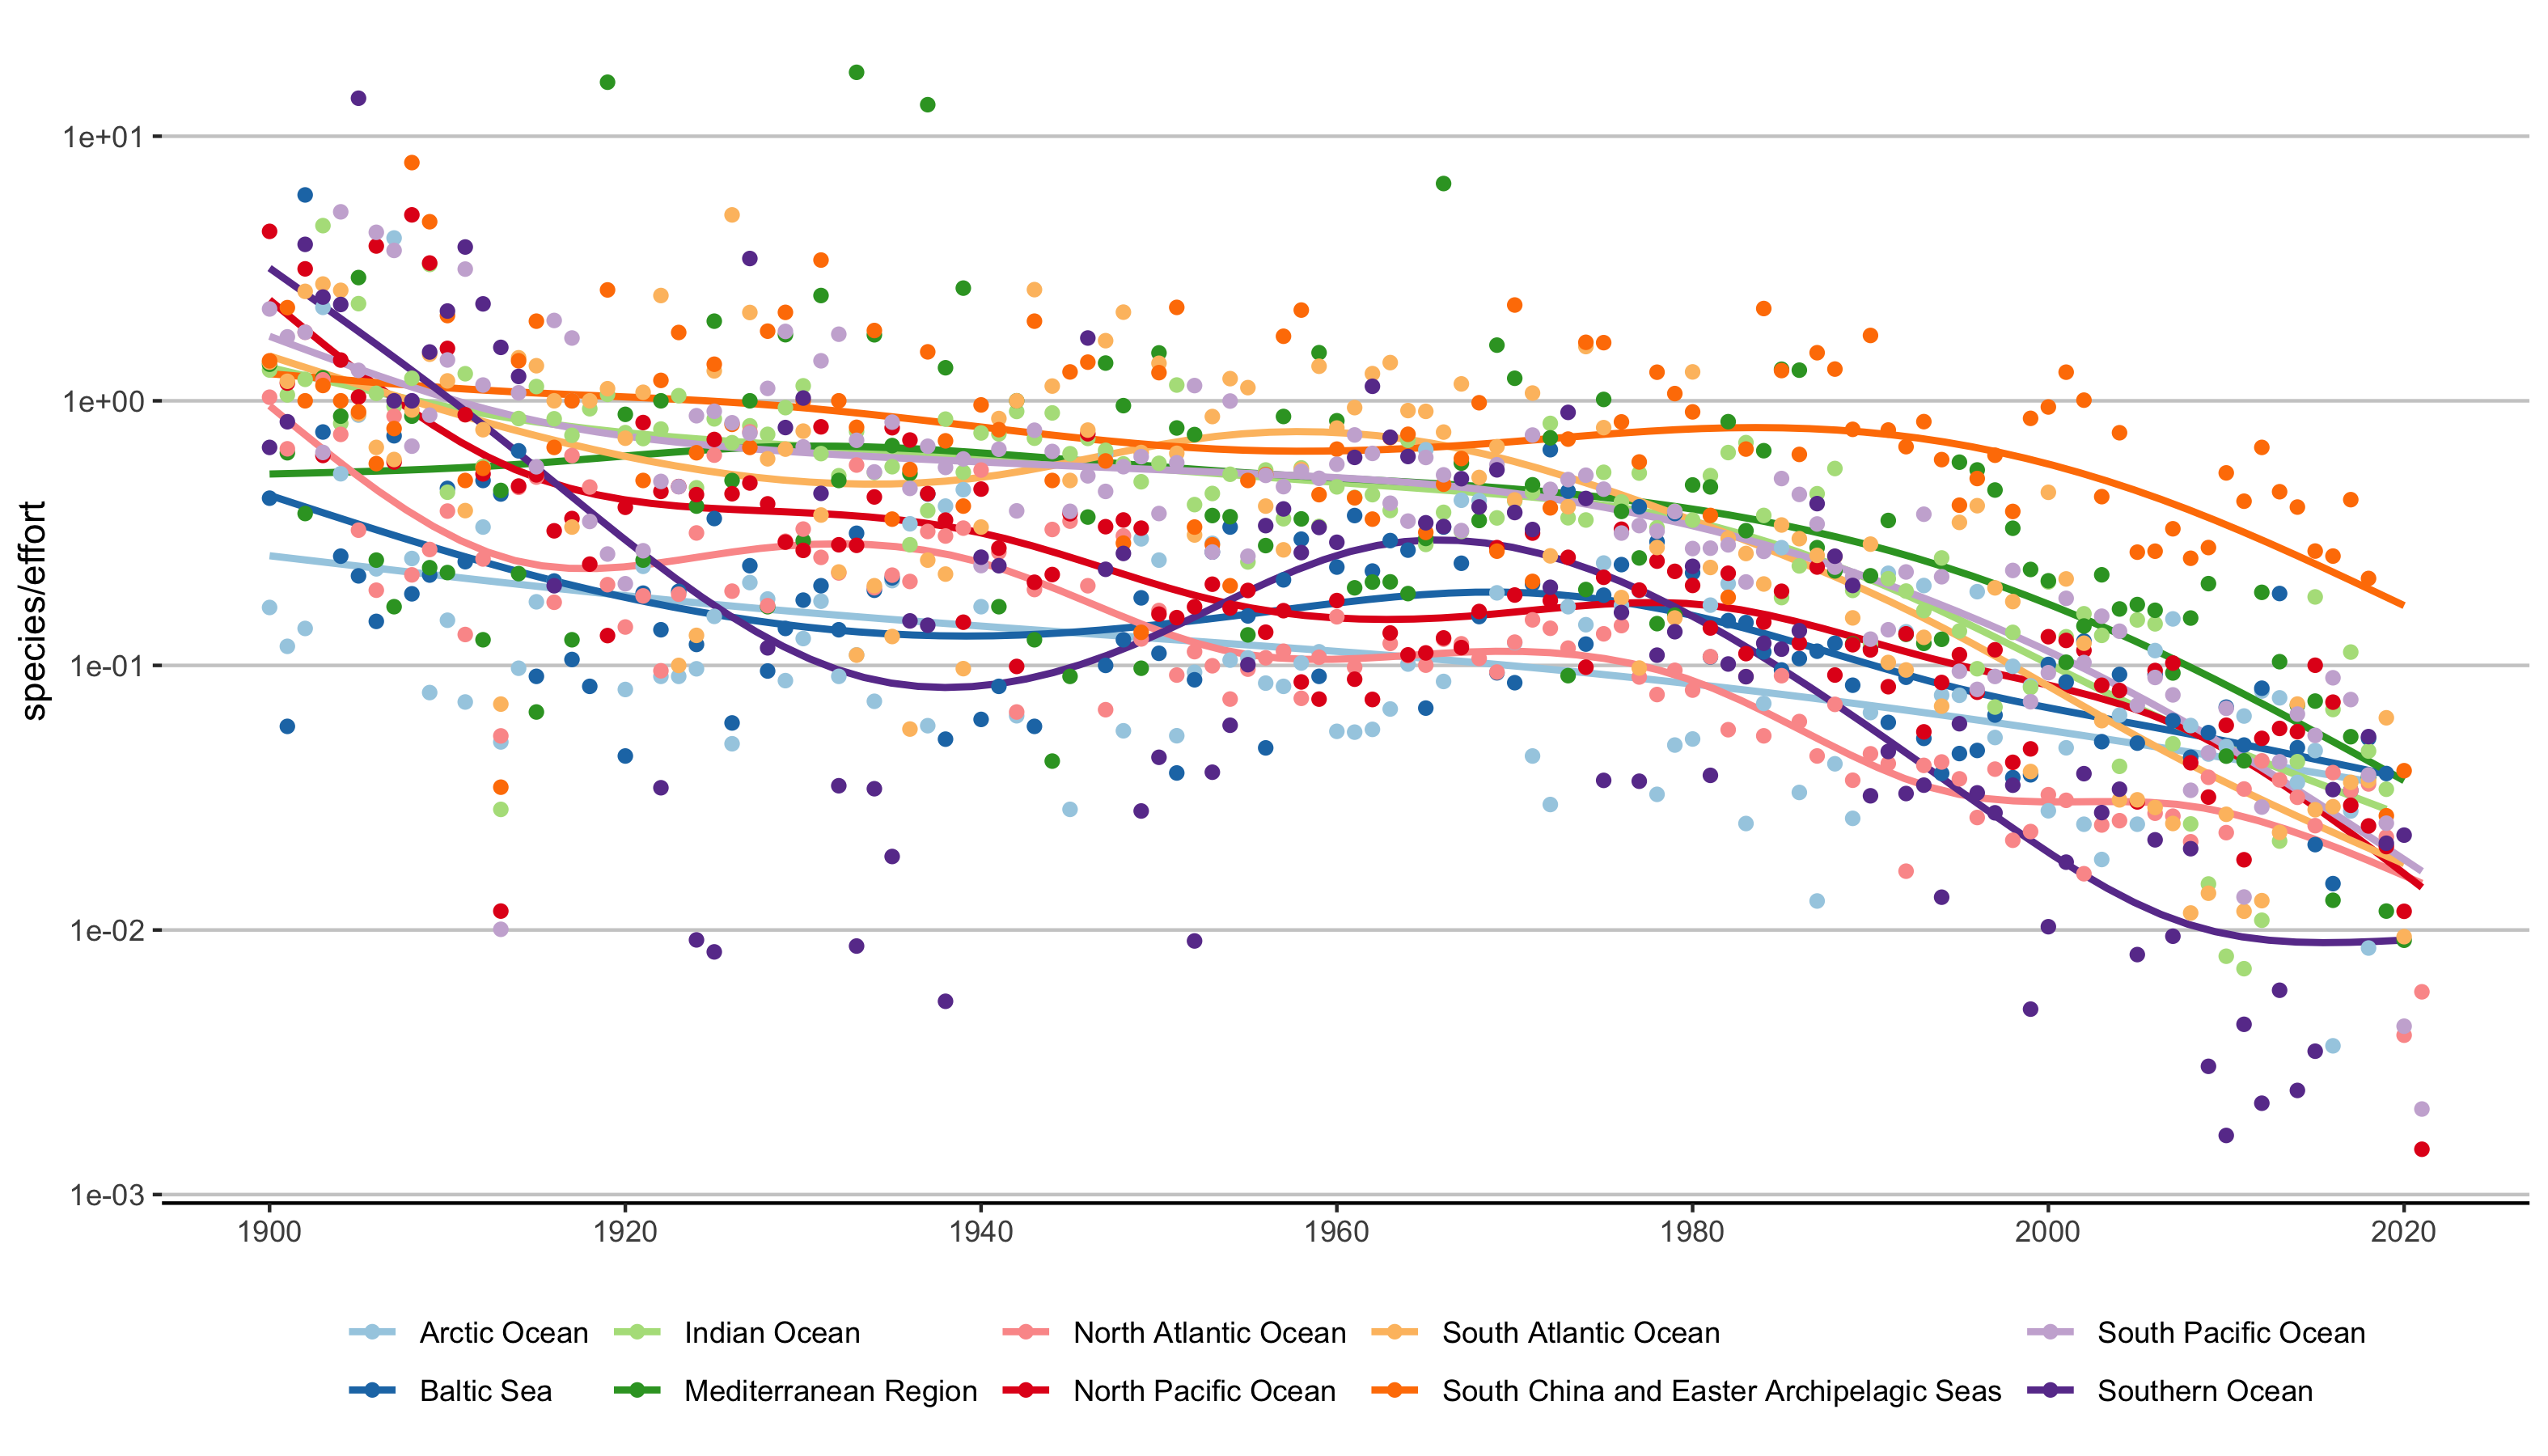 species/effort
1e+01
1e+00
1e-01
1e-02
1e-03
1900 1920 1940 1960 1980 2000 2020
Arctic Ocean Indian Ocean North Atlantic Ocean South Atlantic Ocean South Pacific Ocean
Baltic Sea Mediterranean Region North Pacific Ocean South China and Easter Archipelagic Seas Southern Ocean